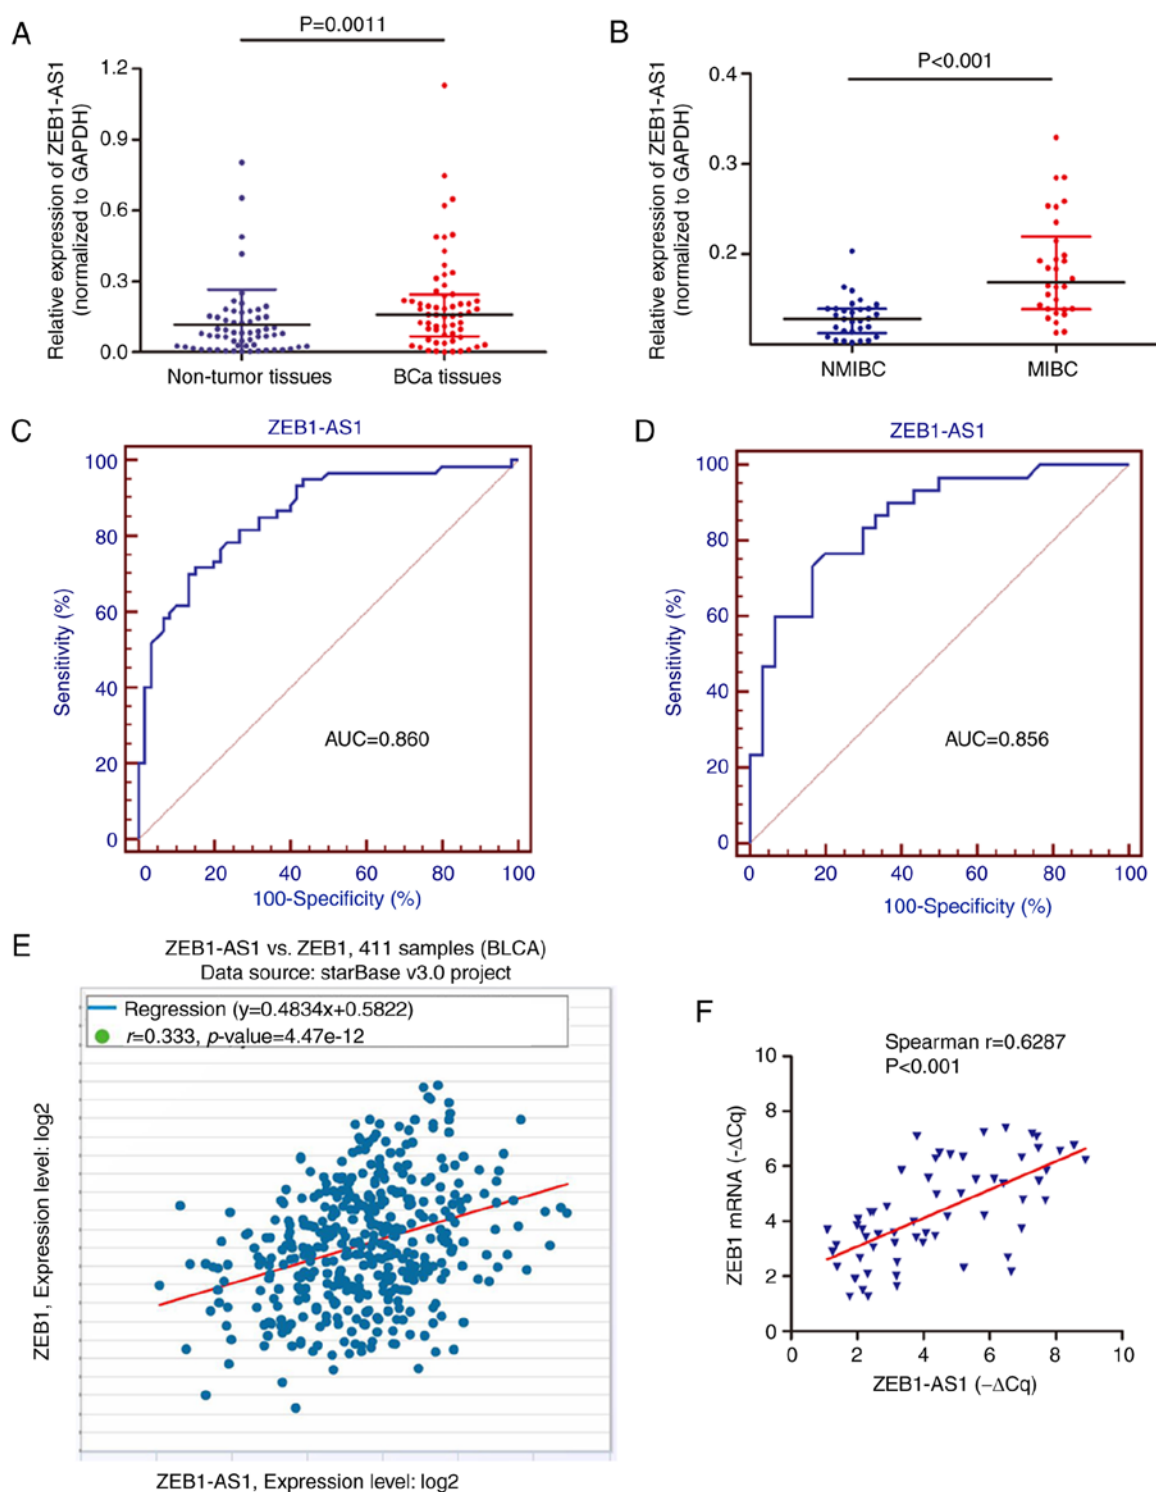 A
P=0.0011
Relative expression of ZEB1-AS1
(normalized to GAPDH)
1.2
0.9
0.6
0.3
0.0
Non-tumor tissues
BCa tissues
B
P<0.001
Relative expression of ZEB1-AS1
(normalized to GAPDH)
0.4
0.3
0.2
NMIBC
MIBC
C
ZEB1-AS1
Sensitivity (%)
100
80
60
40
20
0
AUC=0.860
0 20 40 60 80 100
100-Specificity (%)
D
ZEB1-AS1
Sensitivity (%)
100
80
60
40
20
0
AUC=0.856
0 20 40 60 80 100
100-Specificity (%)
E
ZEB1-AS1 vs. ZEB1, 411 samples (BLCA)
Data source: starBase v3.0 project
Regression (y=0.4834x+0.5822)
r=0.333, p-value=4.47e-12
ZEB1, Expression level: log2
ZEB1-AS1, Expression level: log2
F
Spearman r=0.6287
P<0.001
ZEB1 mRNA (-ΔCq)
10
8
6
4
2
0
0 2 4 6 8 10
ZEB1-AS1 (−ΔCq)